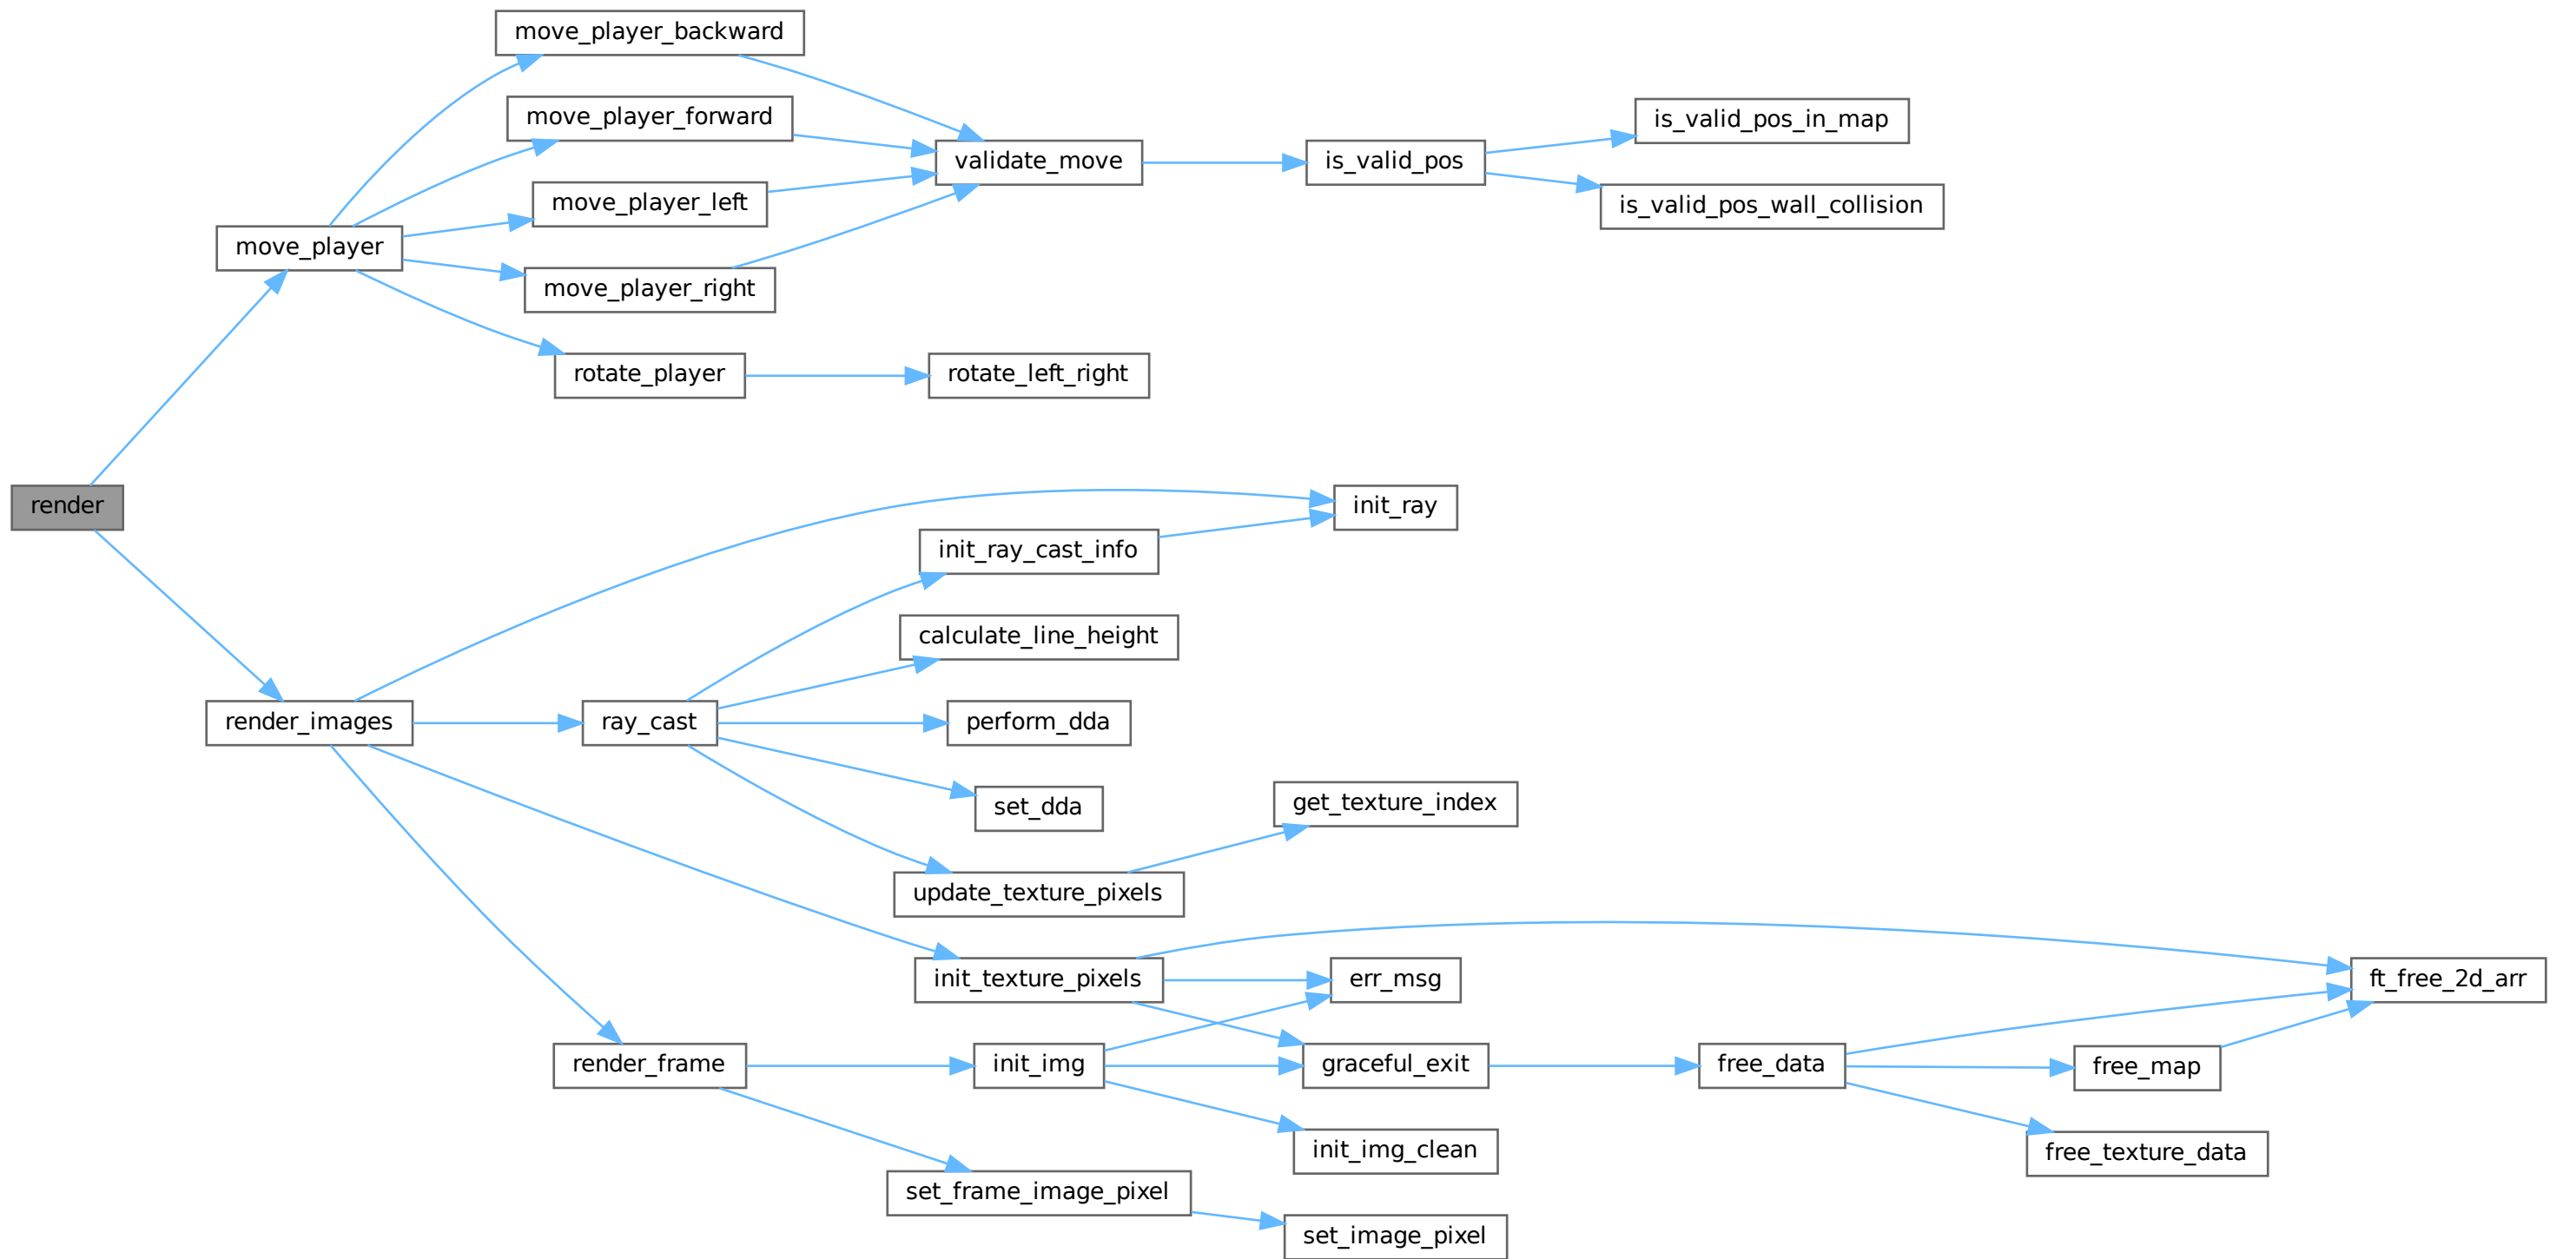 move_player_backward
move_player_forward
move_player_left
move_player
move_player_right
rotate_player
rotate_left_right
validate_move
is_valid_pos
is_valid_pos_in_map
is_valid_pos_wall_collision
render
render_images
ray_cast
init_ray
init_ray_cast_info
calculate_line_height
perform_dda
set_dda
update_texture_pixels
get_texture_index
init_texture_pixels
err_msg
ft_free_2d_arr
render_frame
init_img
graceful_exit
free_data
free_map
free_texture_data
init_img_clean
set_frame_image_pixel
set_image_pixel